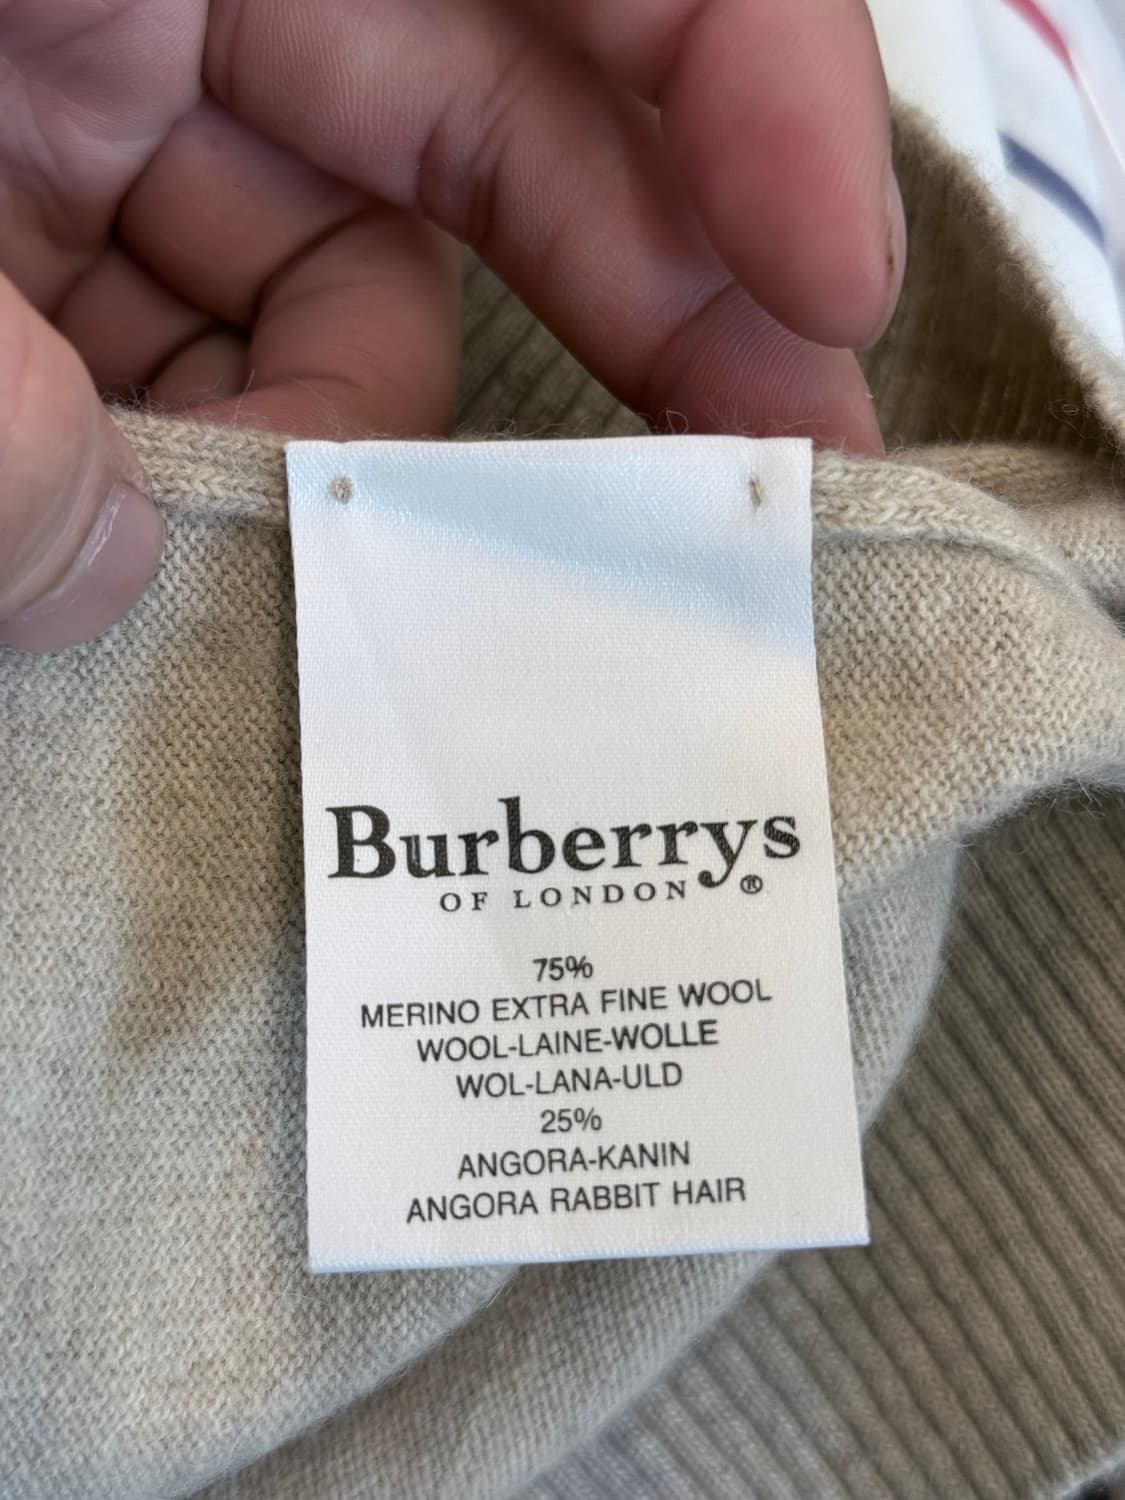 Burberrys
OF LONDON ®
75%
MERINO EXTRA FINE WOOL
WOOL-LAINE-WOLLE
WOL-LANA-ULD
25%
ANGORA-KANIN
ANGORA RABBIT HAIR